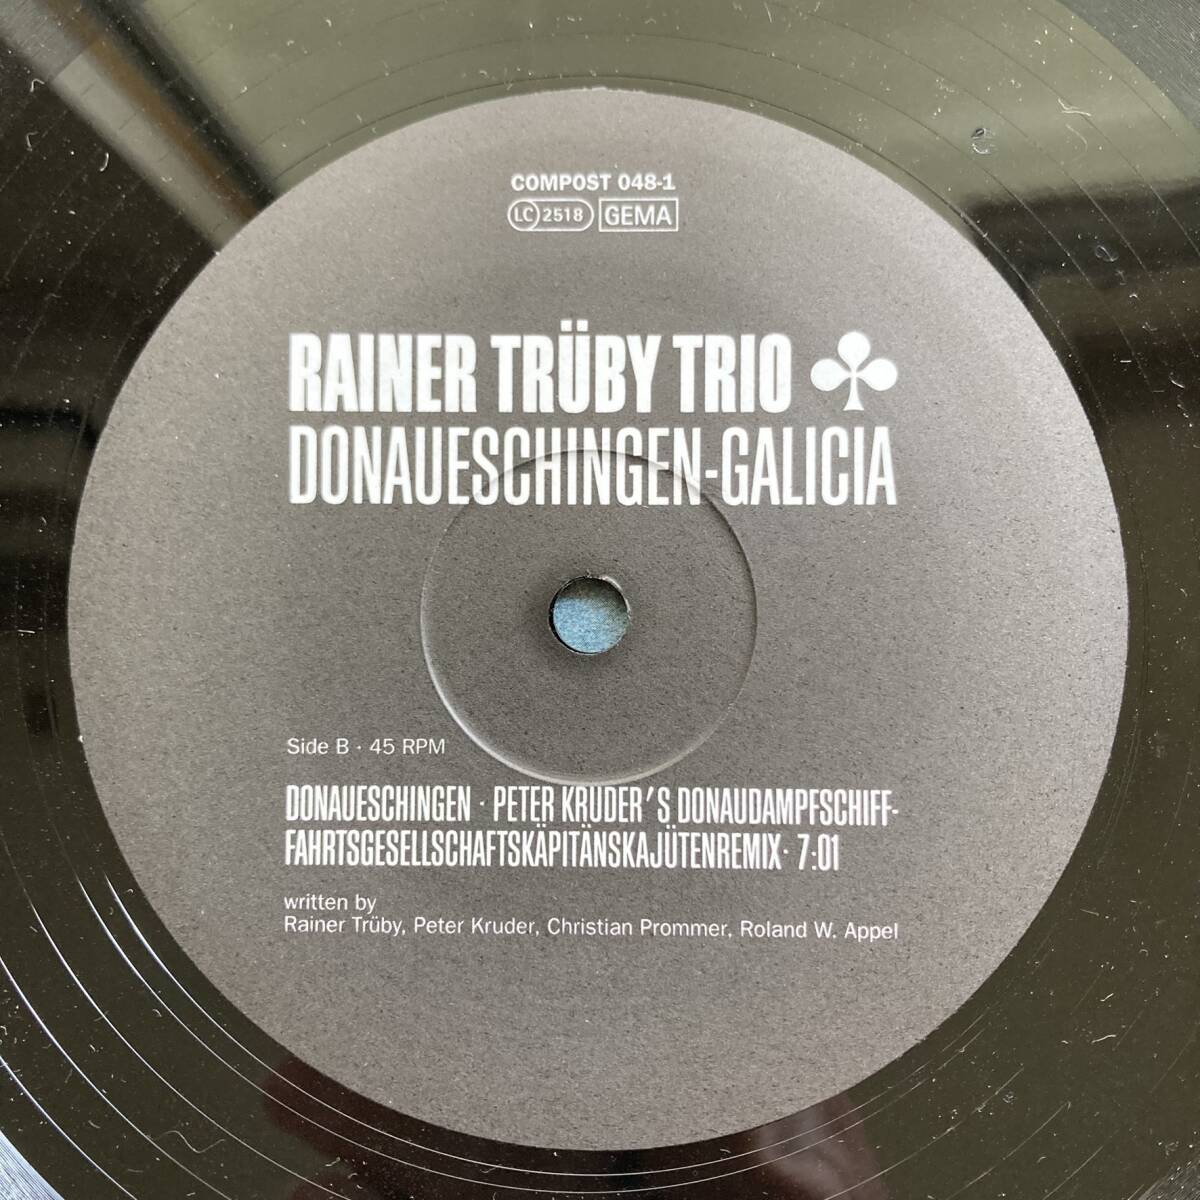 COMPOST 048-1
LC 2518 GEMA
RAINER TRÜBY TRIO
DONAUESCHINGEN-GALICIA
Side B · 45 RPM
DONAUESCHINGEN · PETER KRUDER'S DONAUDAMPFSCHIFF-
FAHRTSGESELLSCHAFTSKÄPITÄNSKAJÜTENREMIX· 7:01
written by
Rainer Trüby, Peter Kruder, Christian Prommer, Roland W. Appel